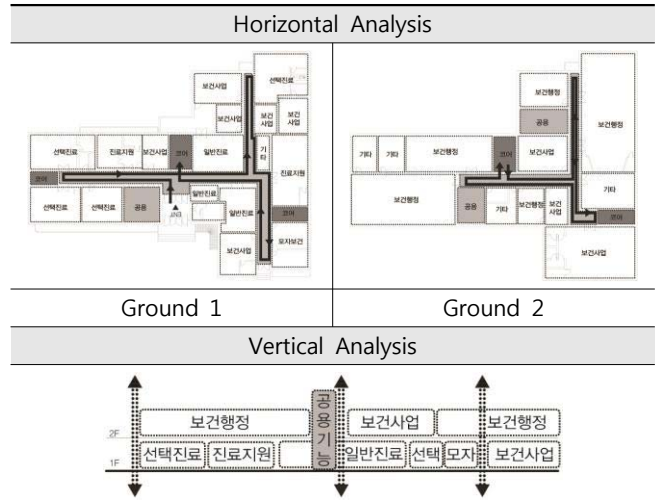 Horizontal Analysis
보건사업 선택진료
보건사업 보건사업 보건사업
선택진료 진료지원 보건사업 코어 일반진료 기타
진료지원
코어
일반진료
선택진료 선택진료 공용 일반진료 코어
ENT
보건사업 모자보건
보건행정
공용 보건행정
기타 기타 보건행정 코어 보건사업
보건행정 기타
공용 기타 보건행정 보건사업 코어
보건사업
Ground 1 Ground 2
Vertical Analysis
공용기능
2F 보건행정 보건사업 보건행정
1F 선택진료 진료지원 일반진료 선택 모자 보건사업